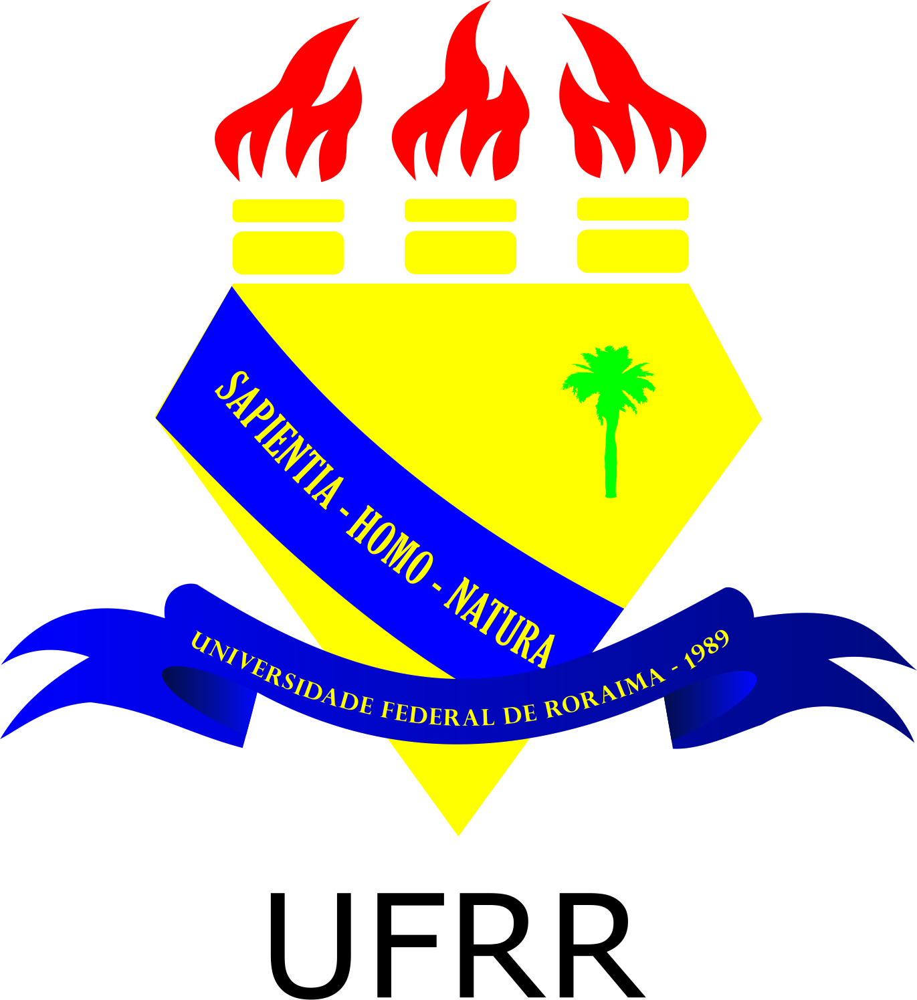 SAPIENTIA - HOMO - NATURA
UNIVERSIDADE FEDERAL DE RORAIMA - 1989
UFRR